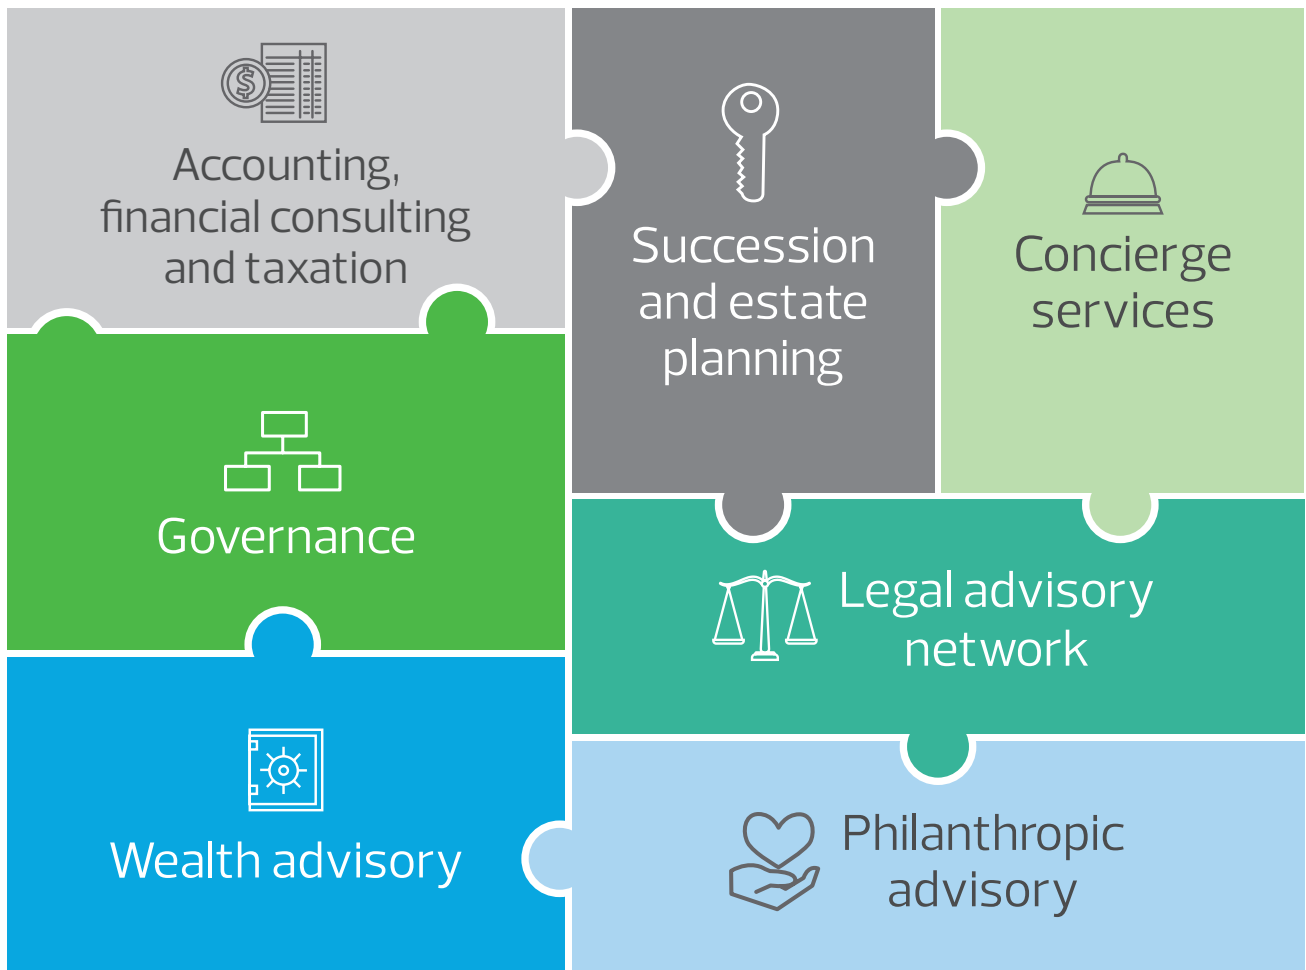 Accounting,
financial consulting
and taxation
Succession
and estate
planning
Concierge
services
Governance
Legal advisory
network
Wealth advisory
Philanthropic
advisory